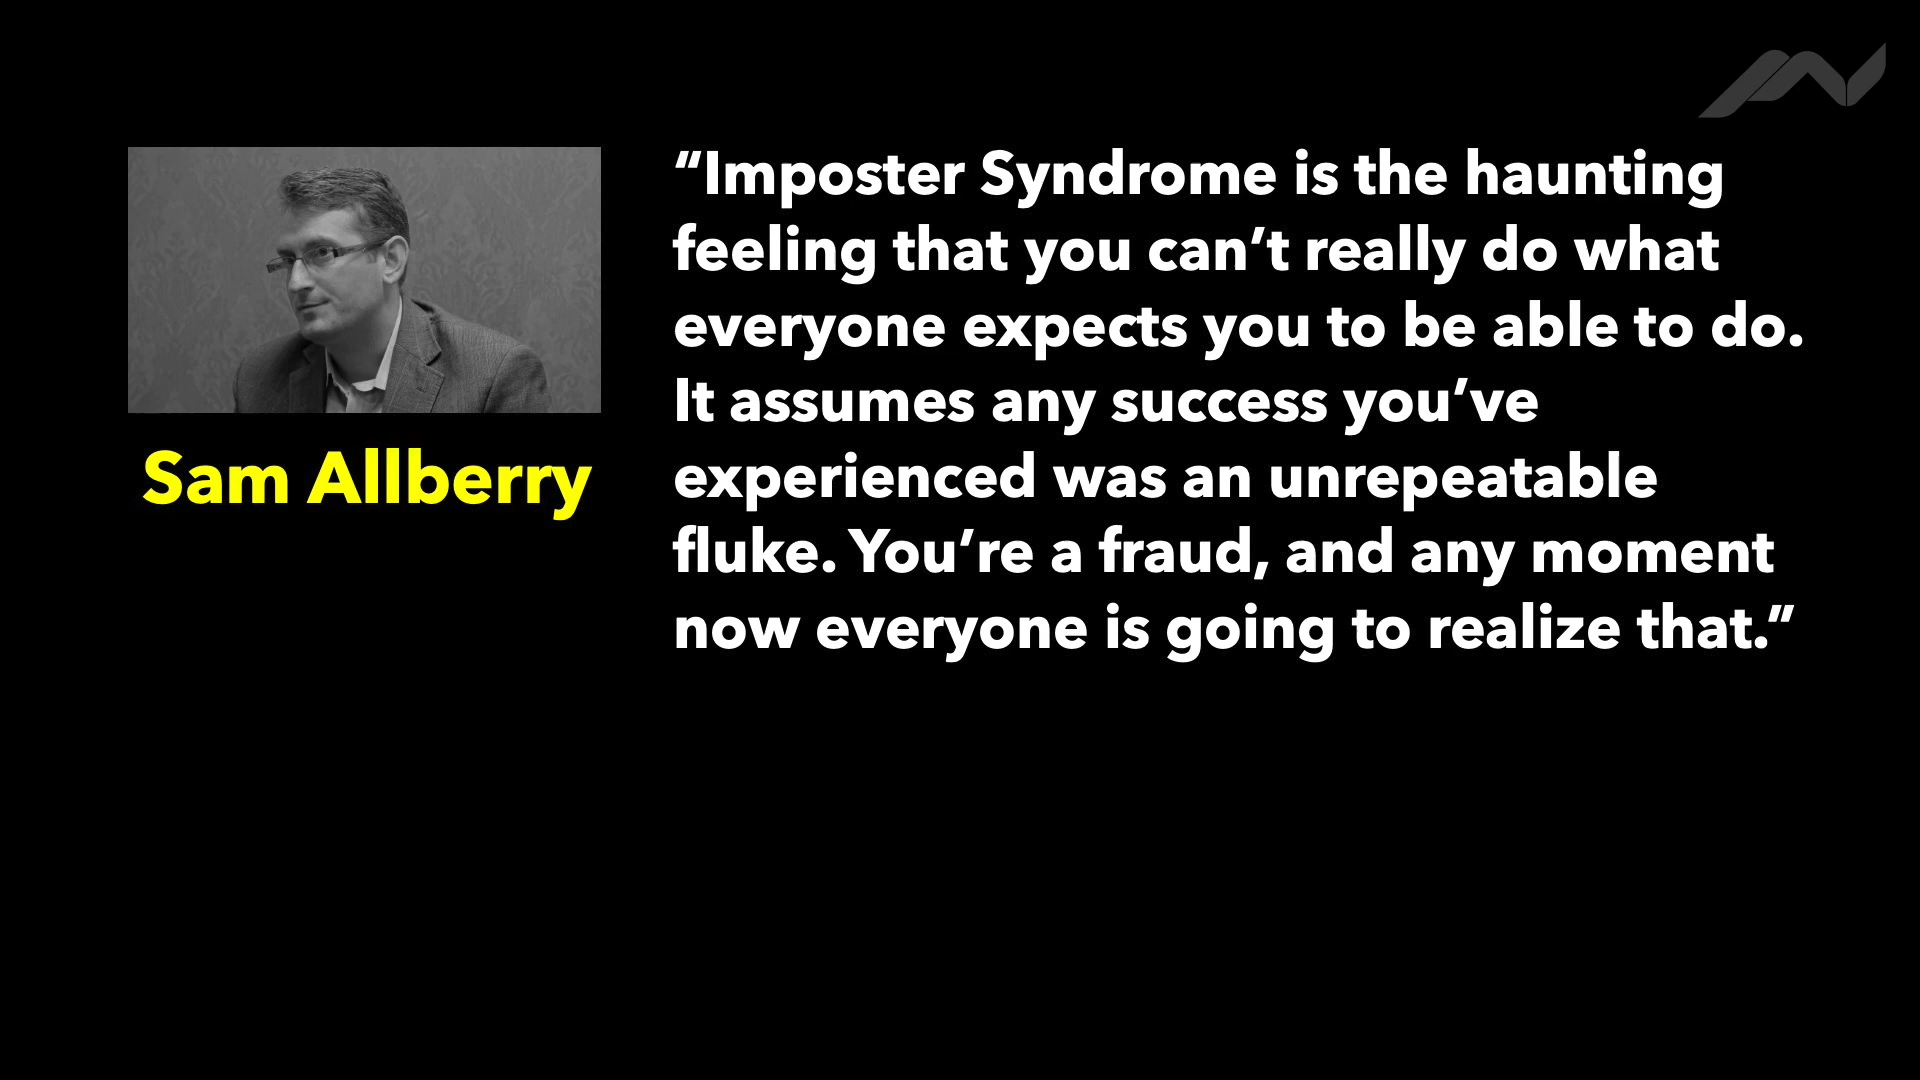 Sam Allberry
“Imposter Syndrome is the haunting
feeling that you can’t really do what
everyone expects you to be able to do.
It assumes any success you’ve
experienced was an unrepeatable
fluke. You’re a fraud, and any moment
now everyone is going to realize that.”